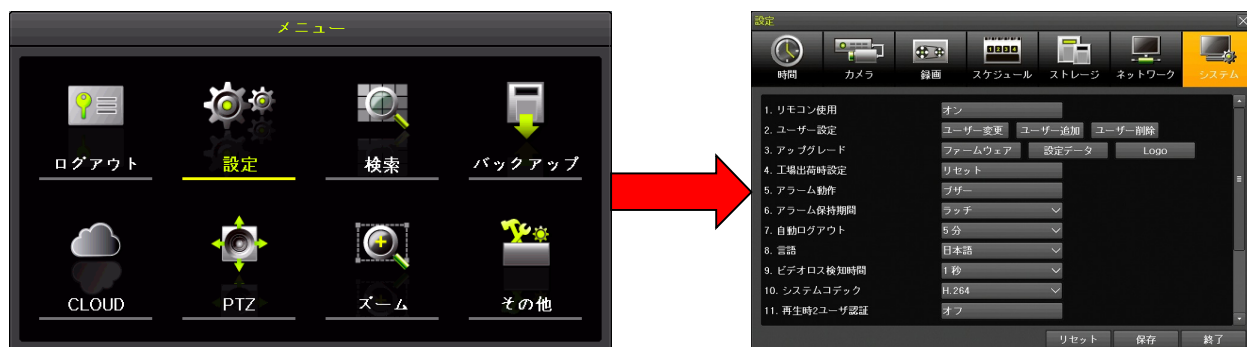 メニュー
ログアウト 設定 検索 バックアップ
CLOUD PTZ ズーム その他
設定
時間 カメラ 録画 スケジュール ストレージ ネットワーク システム
1. リモコン使用 オン
2. ユーザー設定 ユーザー変更 ユーザー追加 ユーザー削除
3. アップグレード ファームウェア 設定データ Logo
4. 工場出荷時設定 リセット
5. アラーム動作 ブザー
6. アラーム保持期間 ラッチ
7. 自動ログアウト 5 分
8. 言語 日本語
9. ビデオロス検知時間 1 秒
10. システムコデック H.264
11. 再生時2ユーザ認証 オフ
リセット 保存 終了